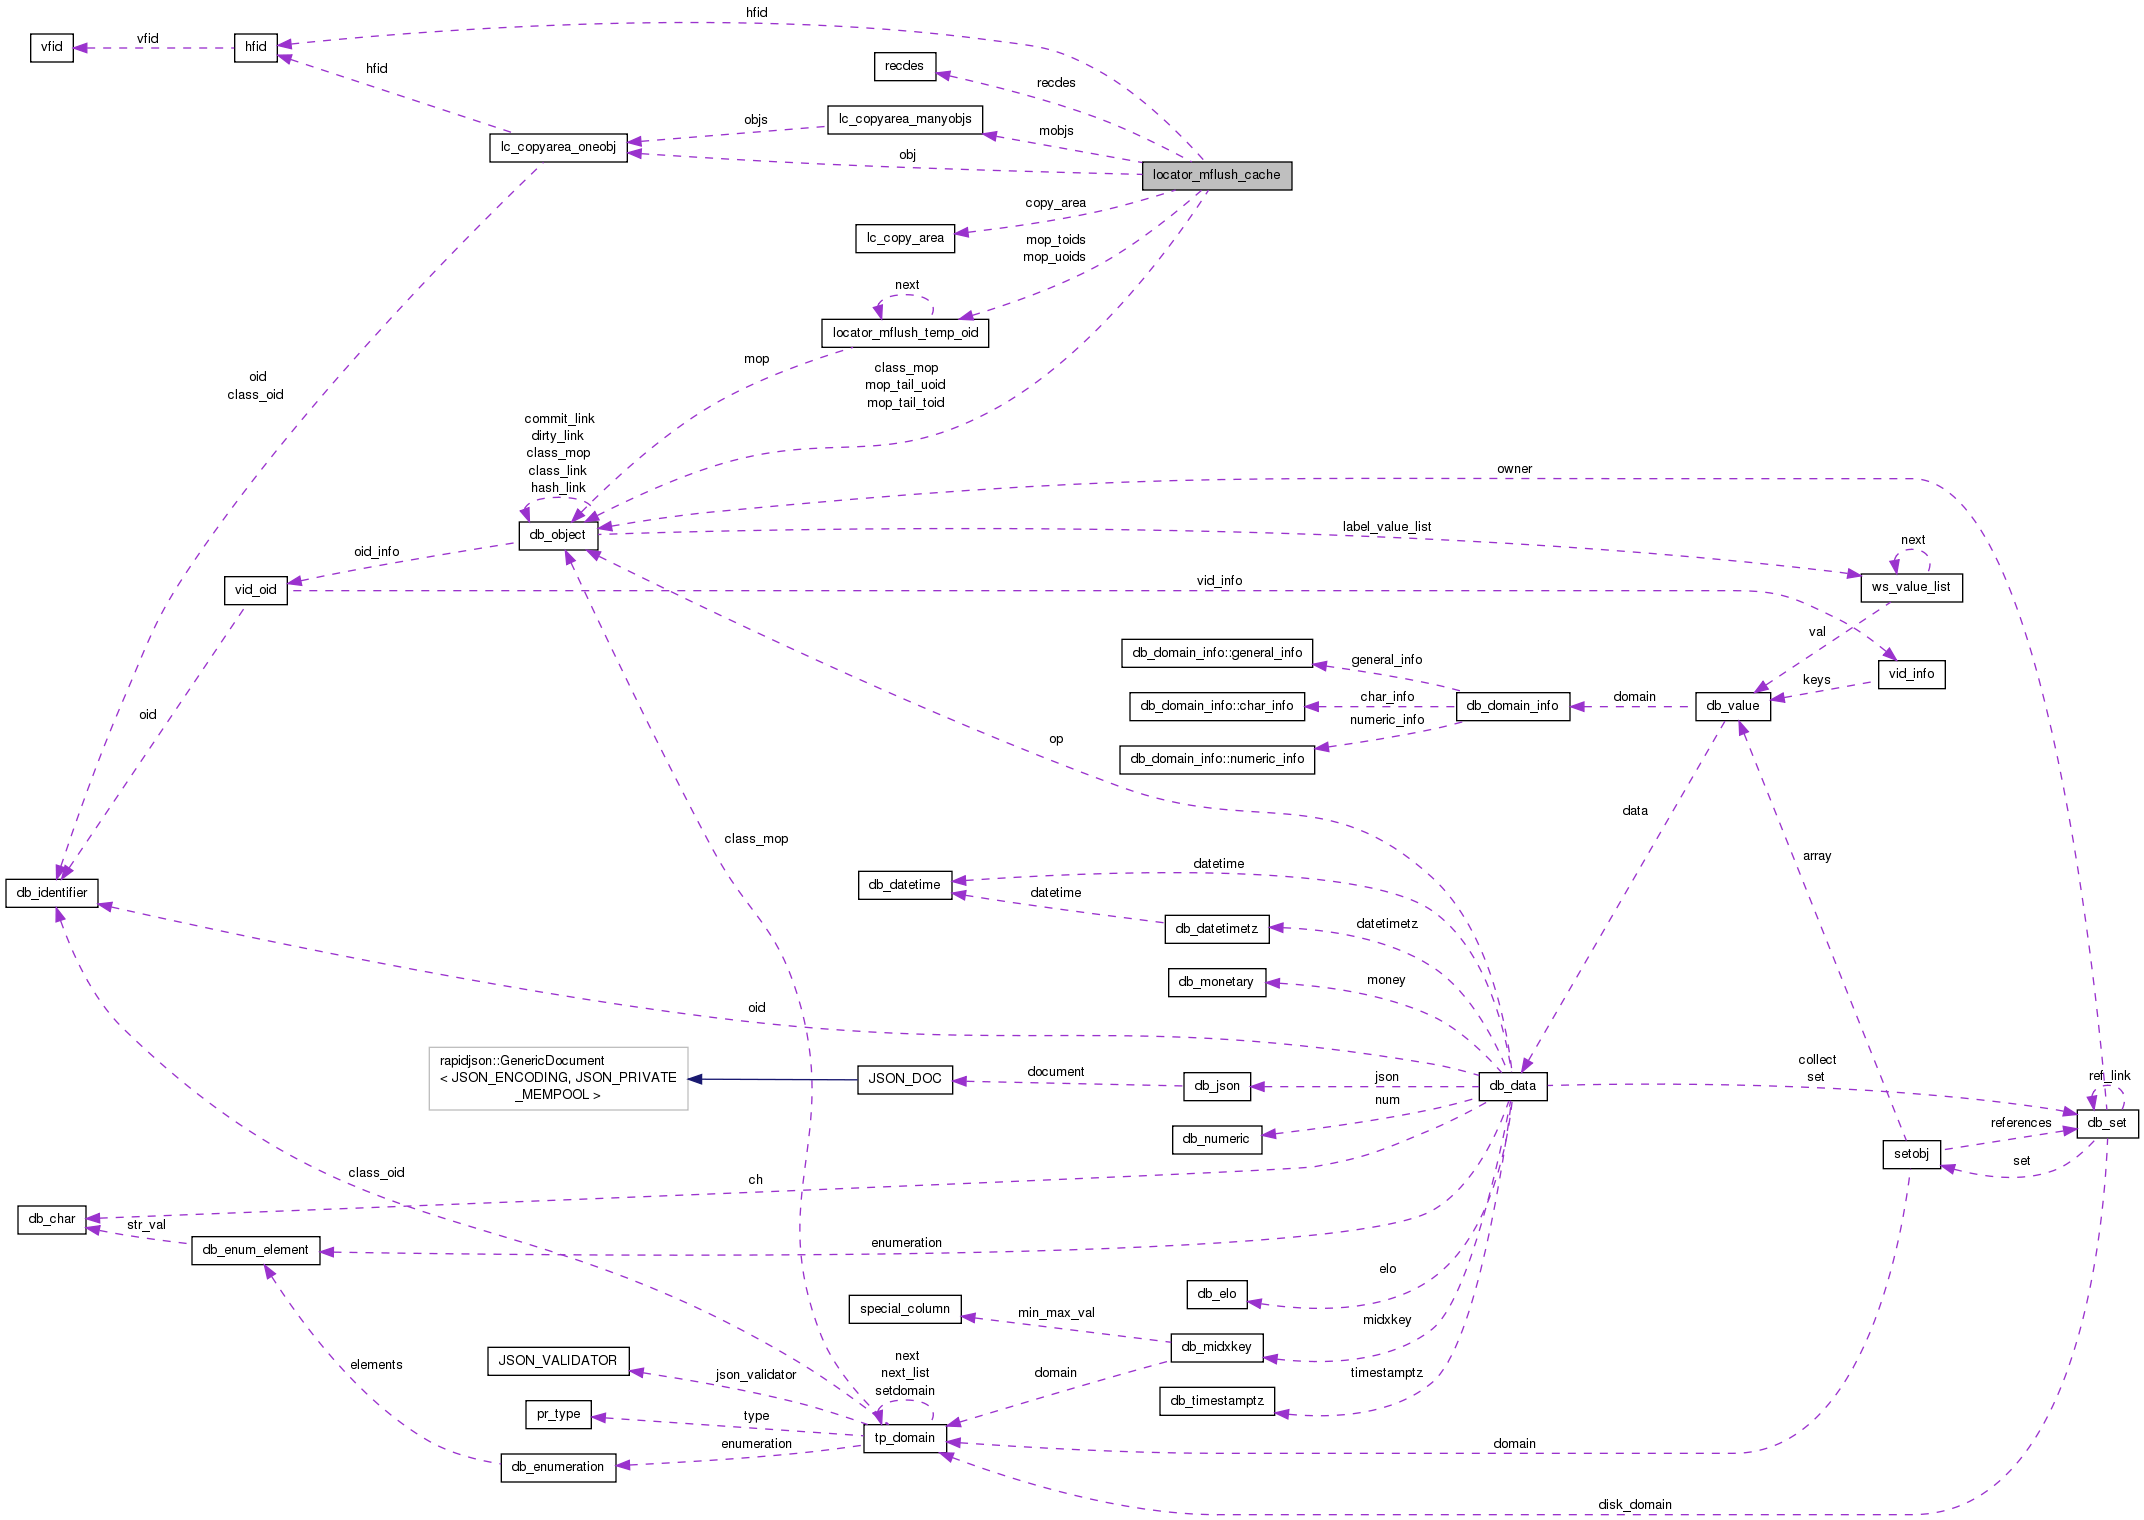 hfid
vfid
vfid
hfid
recdes
hfid
recdes
lc_copyarea_manyobjs
objs
mobjs
lc_copyarea_oneobj
obj
locator_mflush_cache
copy_area
lc_copy_area
mop_toids
mop_uoids
next
locator_mflush_temp_oid
mop
class_mop
mop_tail_uoid
mop_tail_toid
oid
class_oid
commit_link
dirty_link
class_mop
class_link
hash_link
owner
db_object
label_value_list
oid_info
next
vid_oid
vid_info
ws_value_list
val
db_domain_info::general_info
general_info
vid_info
keys
db_domain_info::char_info
char_info
db_domain_info
domain
db_value
numeric_info
db_domain_info::numeric_info
oid
op
data
class_mop
array
datetime
db_datetime
db_identifier
datetime
db_datetimetz
datetimetz
db_monetary
money
oid
rapidjson::GenericDocument
< JSON_ENCODING, JSON_PRIVATE
_MEMPOOL >
JSON_DOC
document
db_json
json
db_data
collect
set
ref_link
num
db_numeric
db_set
references
setobj
set
class_oid
ch
db_char
str_val
db_enum_element
enumeration
elo
db_elo
special_column
min_max_val
midxkey
db_midxkey
JSON_VALIDATOR
elements
json_validator
next
next_list
setdomain
domain
timestamptz
db_timestamptz
pr_type
type
tp_domain
enumeration
domain
db_enumeration
disk_domain